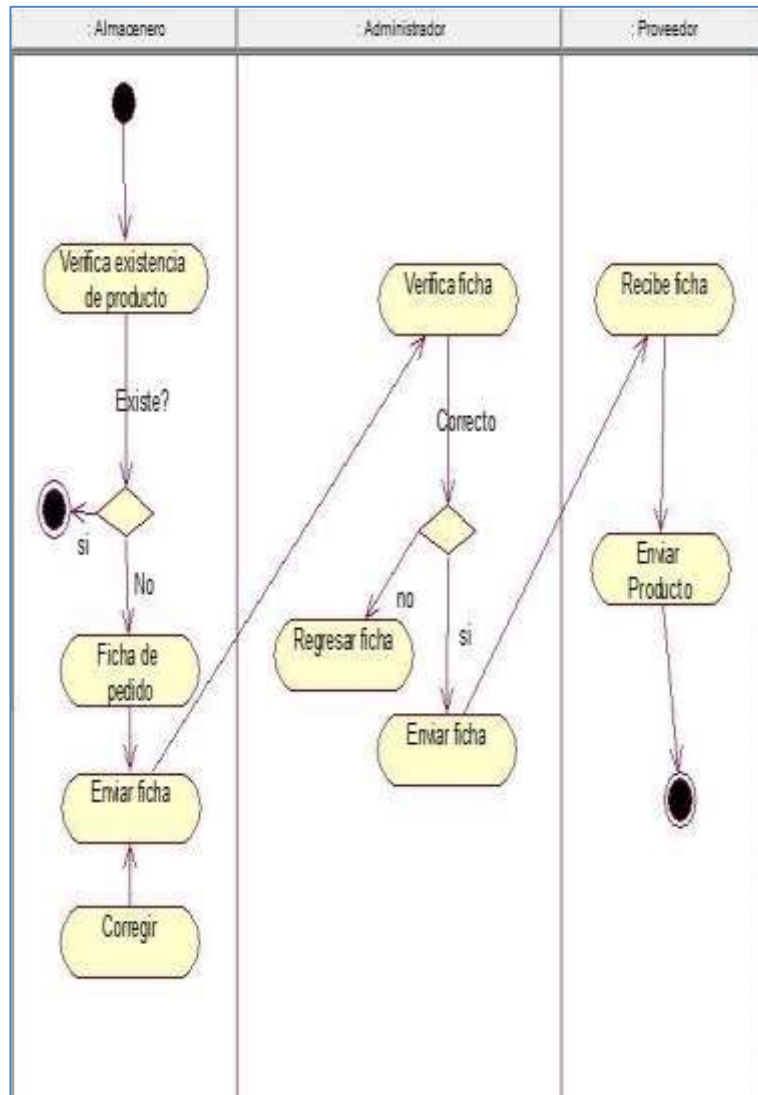 : Almacenero
: Administrador
: Proveedor
Verifica existencia
de producto
Existe?
si
No
Ficha de
pedido
Enviar ficha
Corregir
Verifica ficha
Correcto
no
Regresar ficha
si
Enviar ficha
Recibe ficha
Enviar
Producto